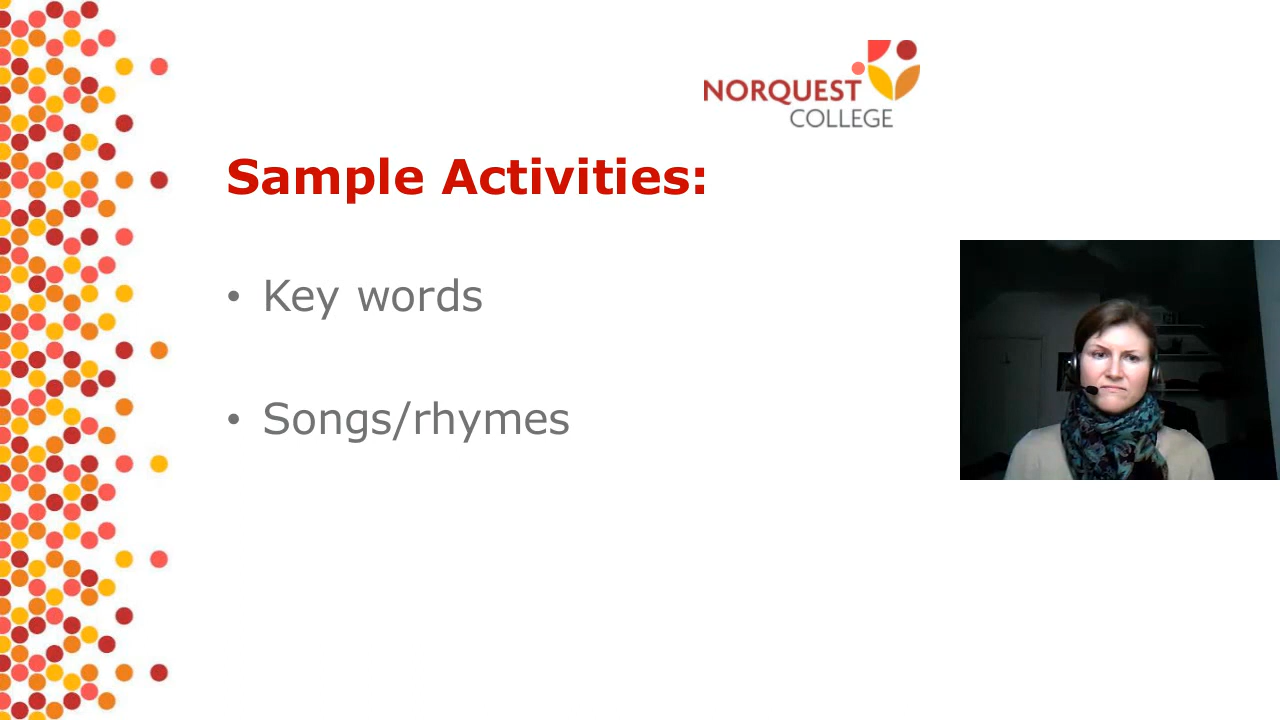 NORQUEST
COLLEGE
Sample Activities:
• Key words
• Songs/rhymes